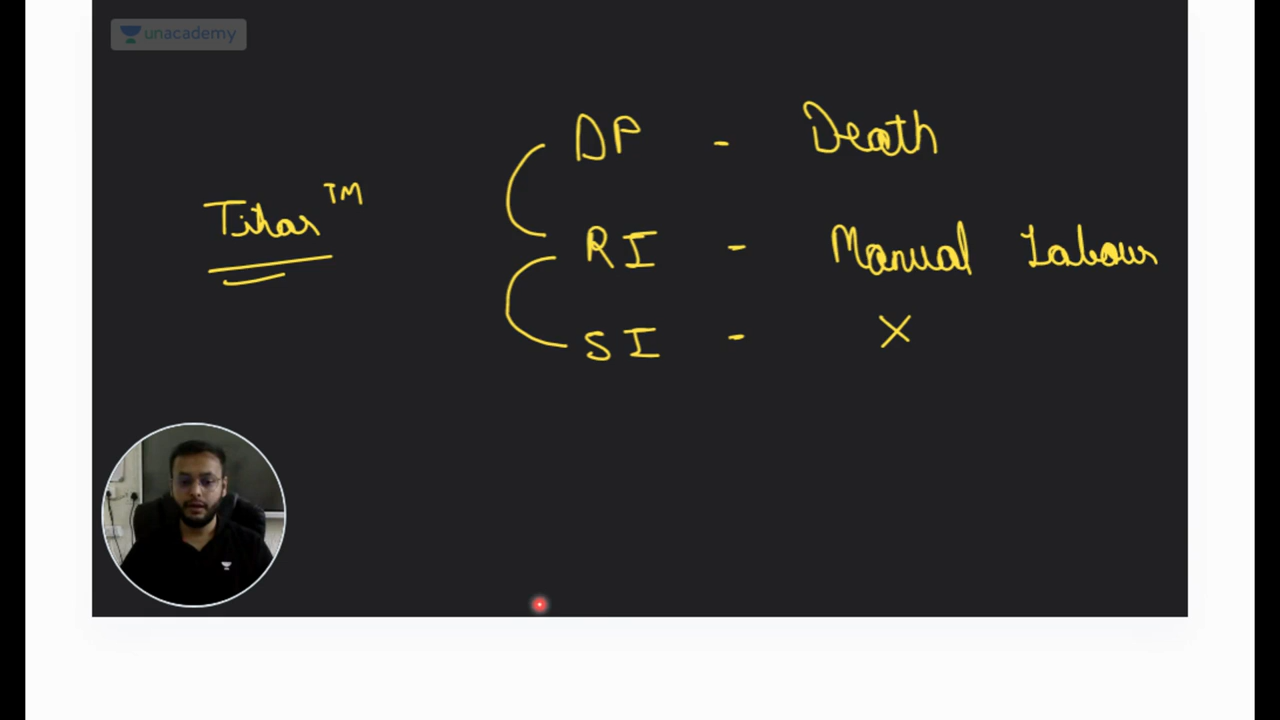 unacademy
DP - Death
Tihar TM
RI - Manual Labour
SI - X